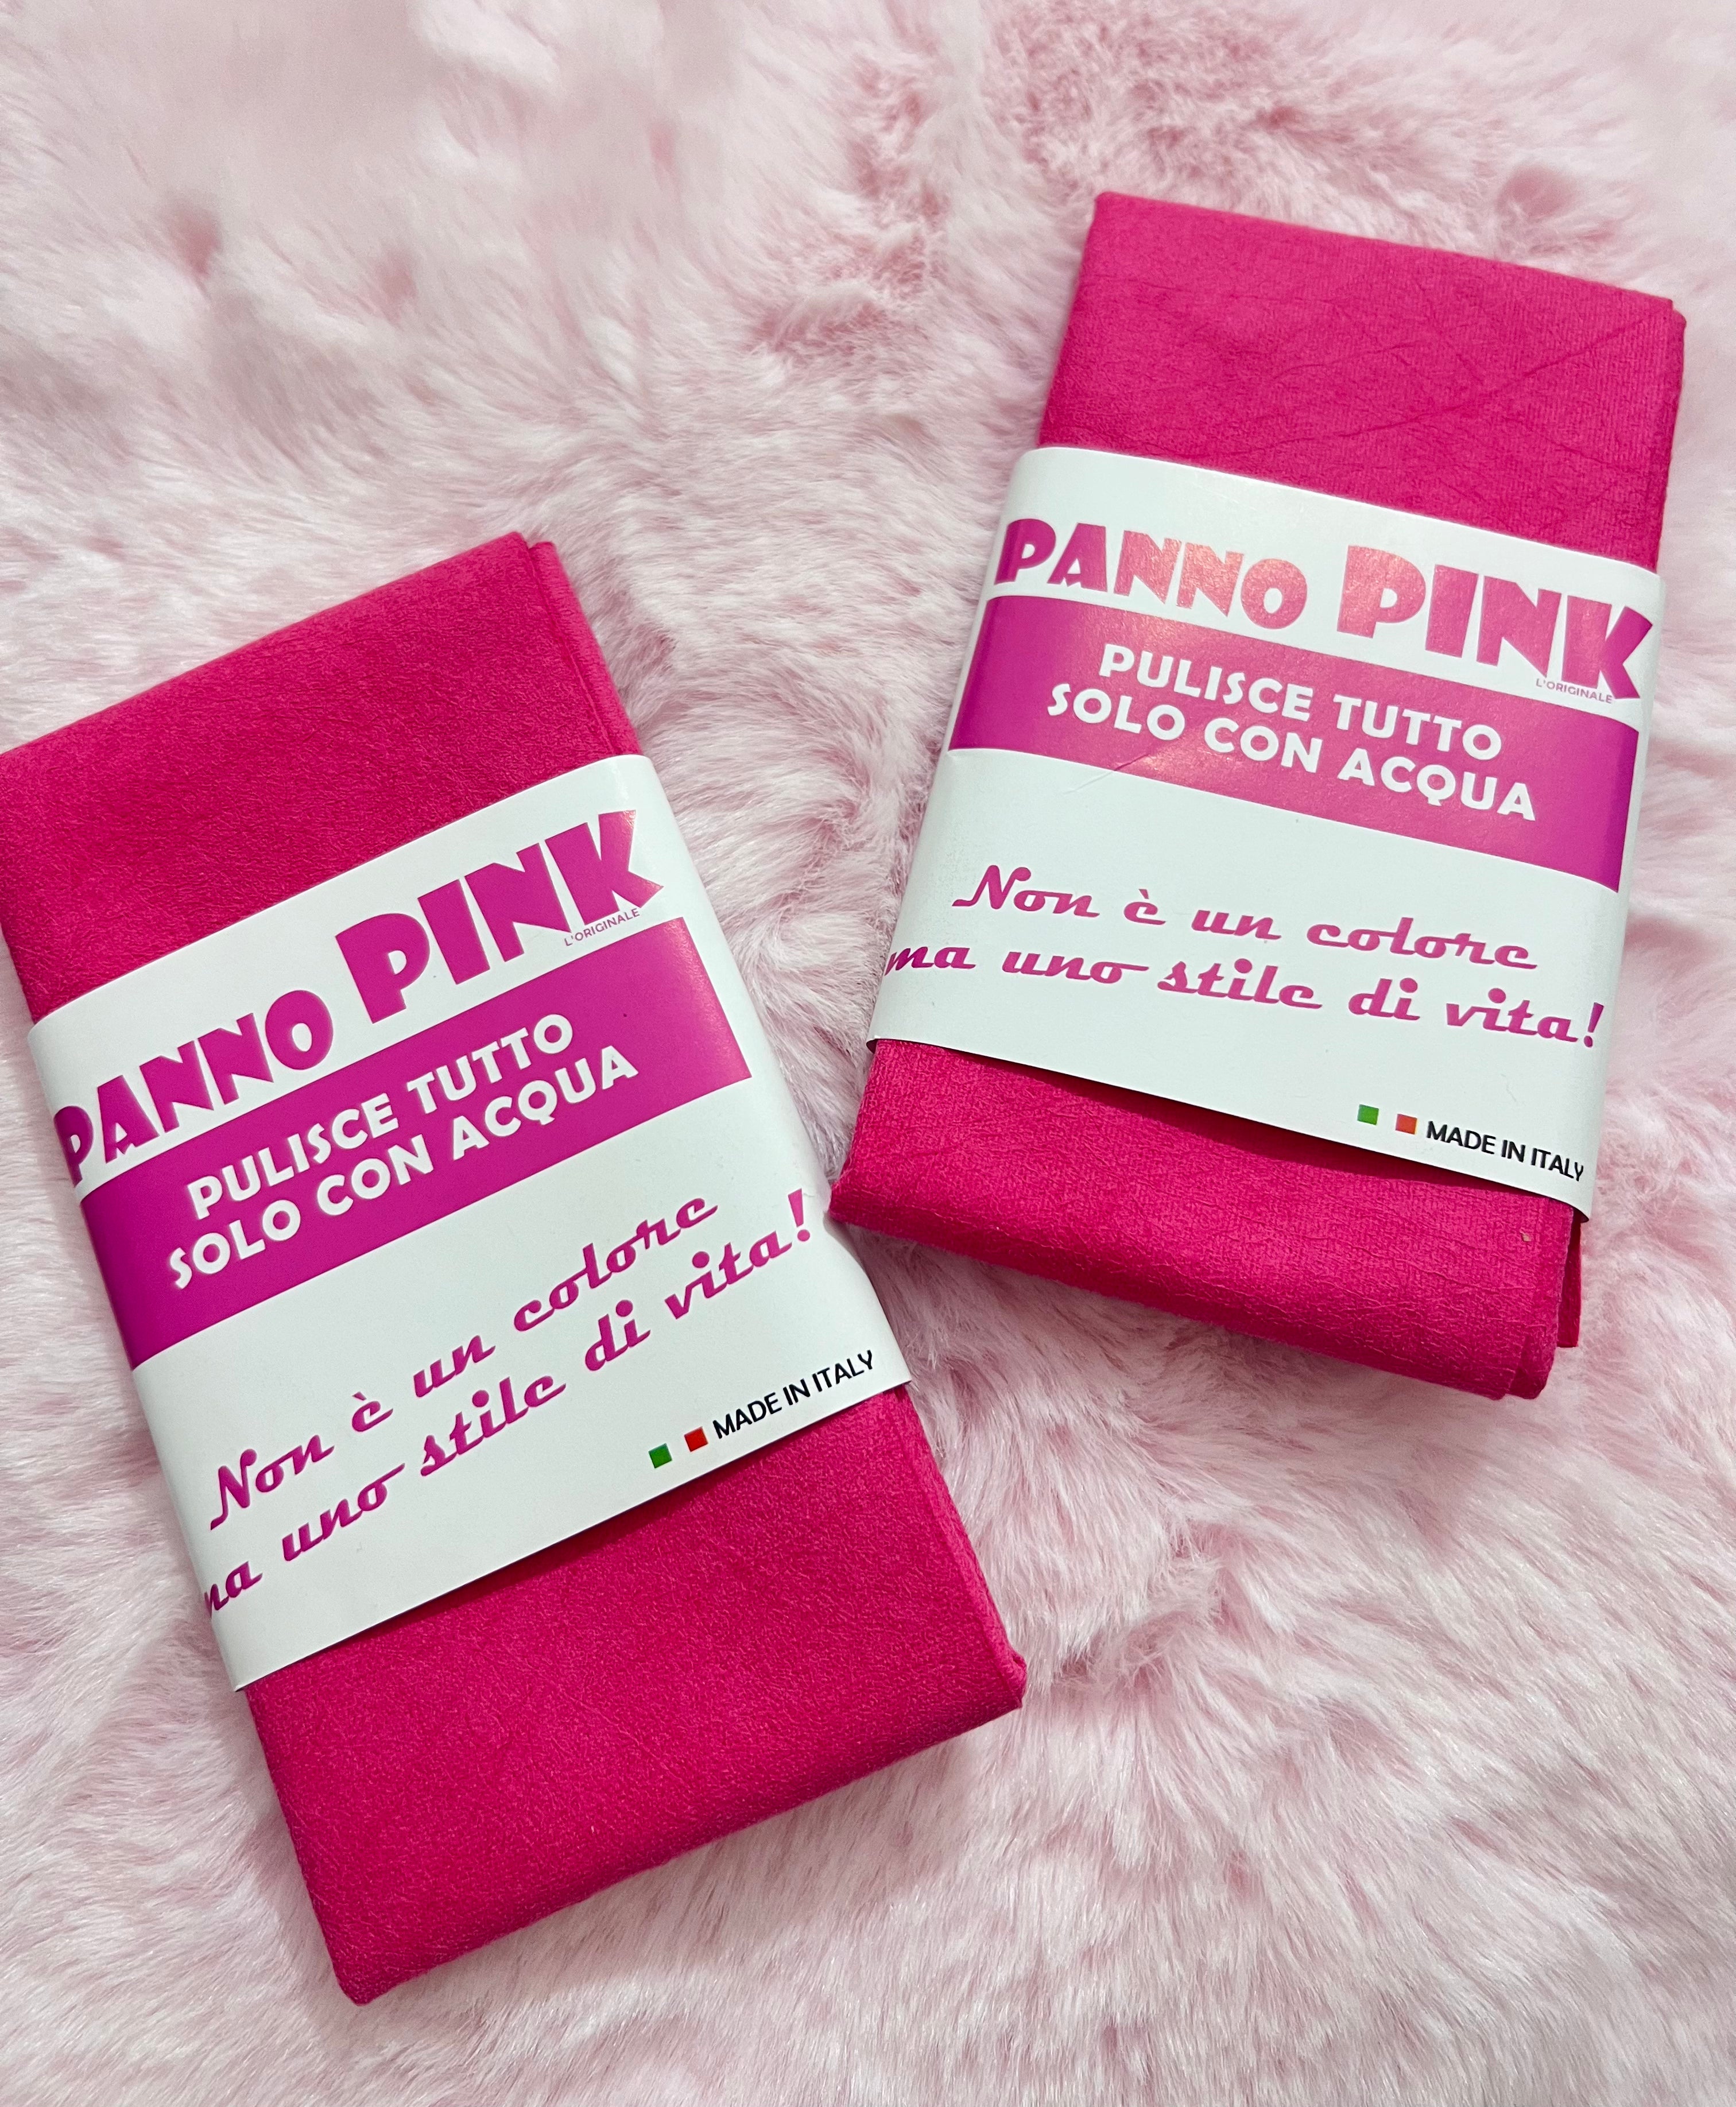 PANNO PINK
L'ORIGINALE
PULISCE TUTTO
SOLO CON ACQUA
Non è un colore
ma uno stile di vita!
MADE IN ITALY
PANNO PINK
L'ORIGINALE
PULISCE TUTTO
SOLO CON ACQUA
Non è un colore
ma uno stile di vita!
MADE IN ITALY